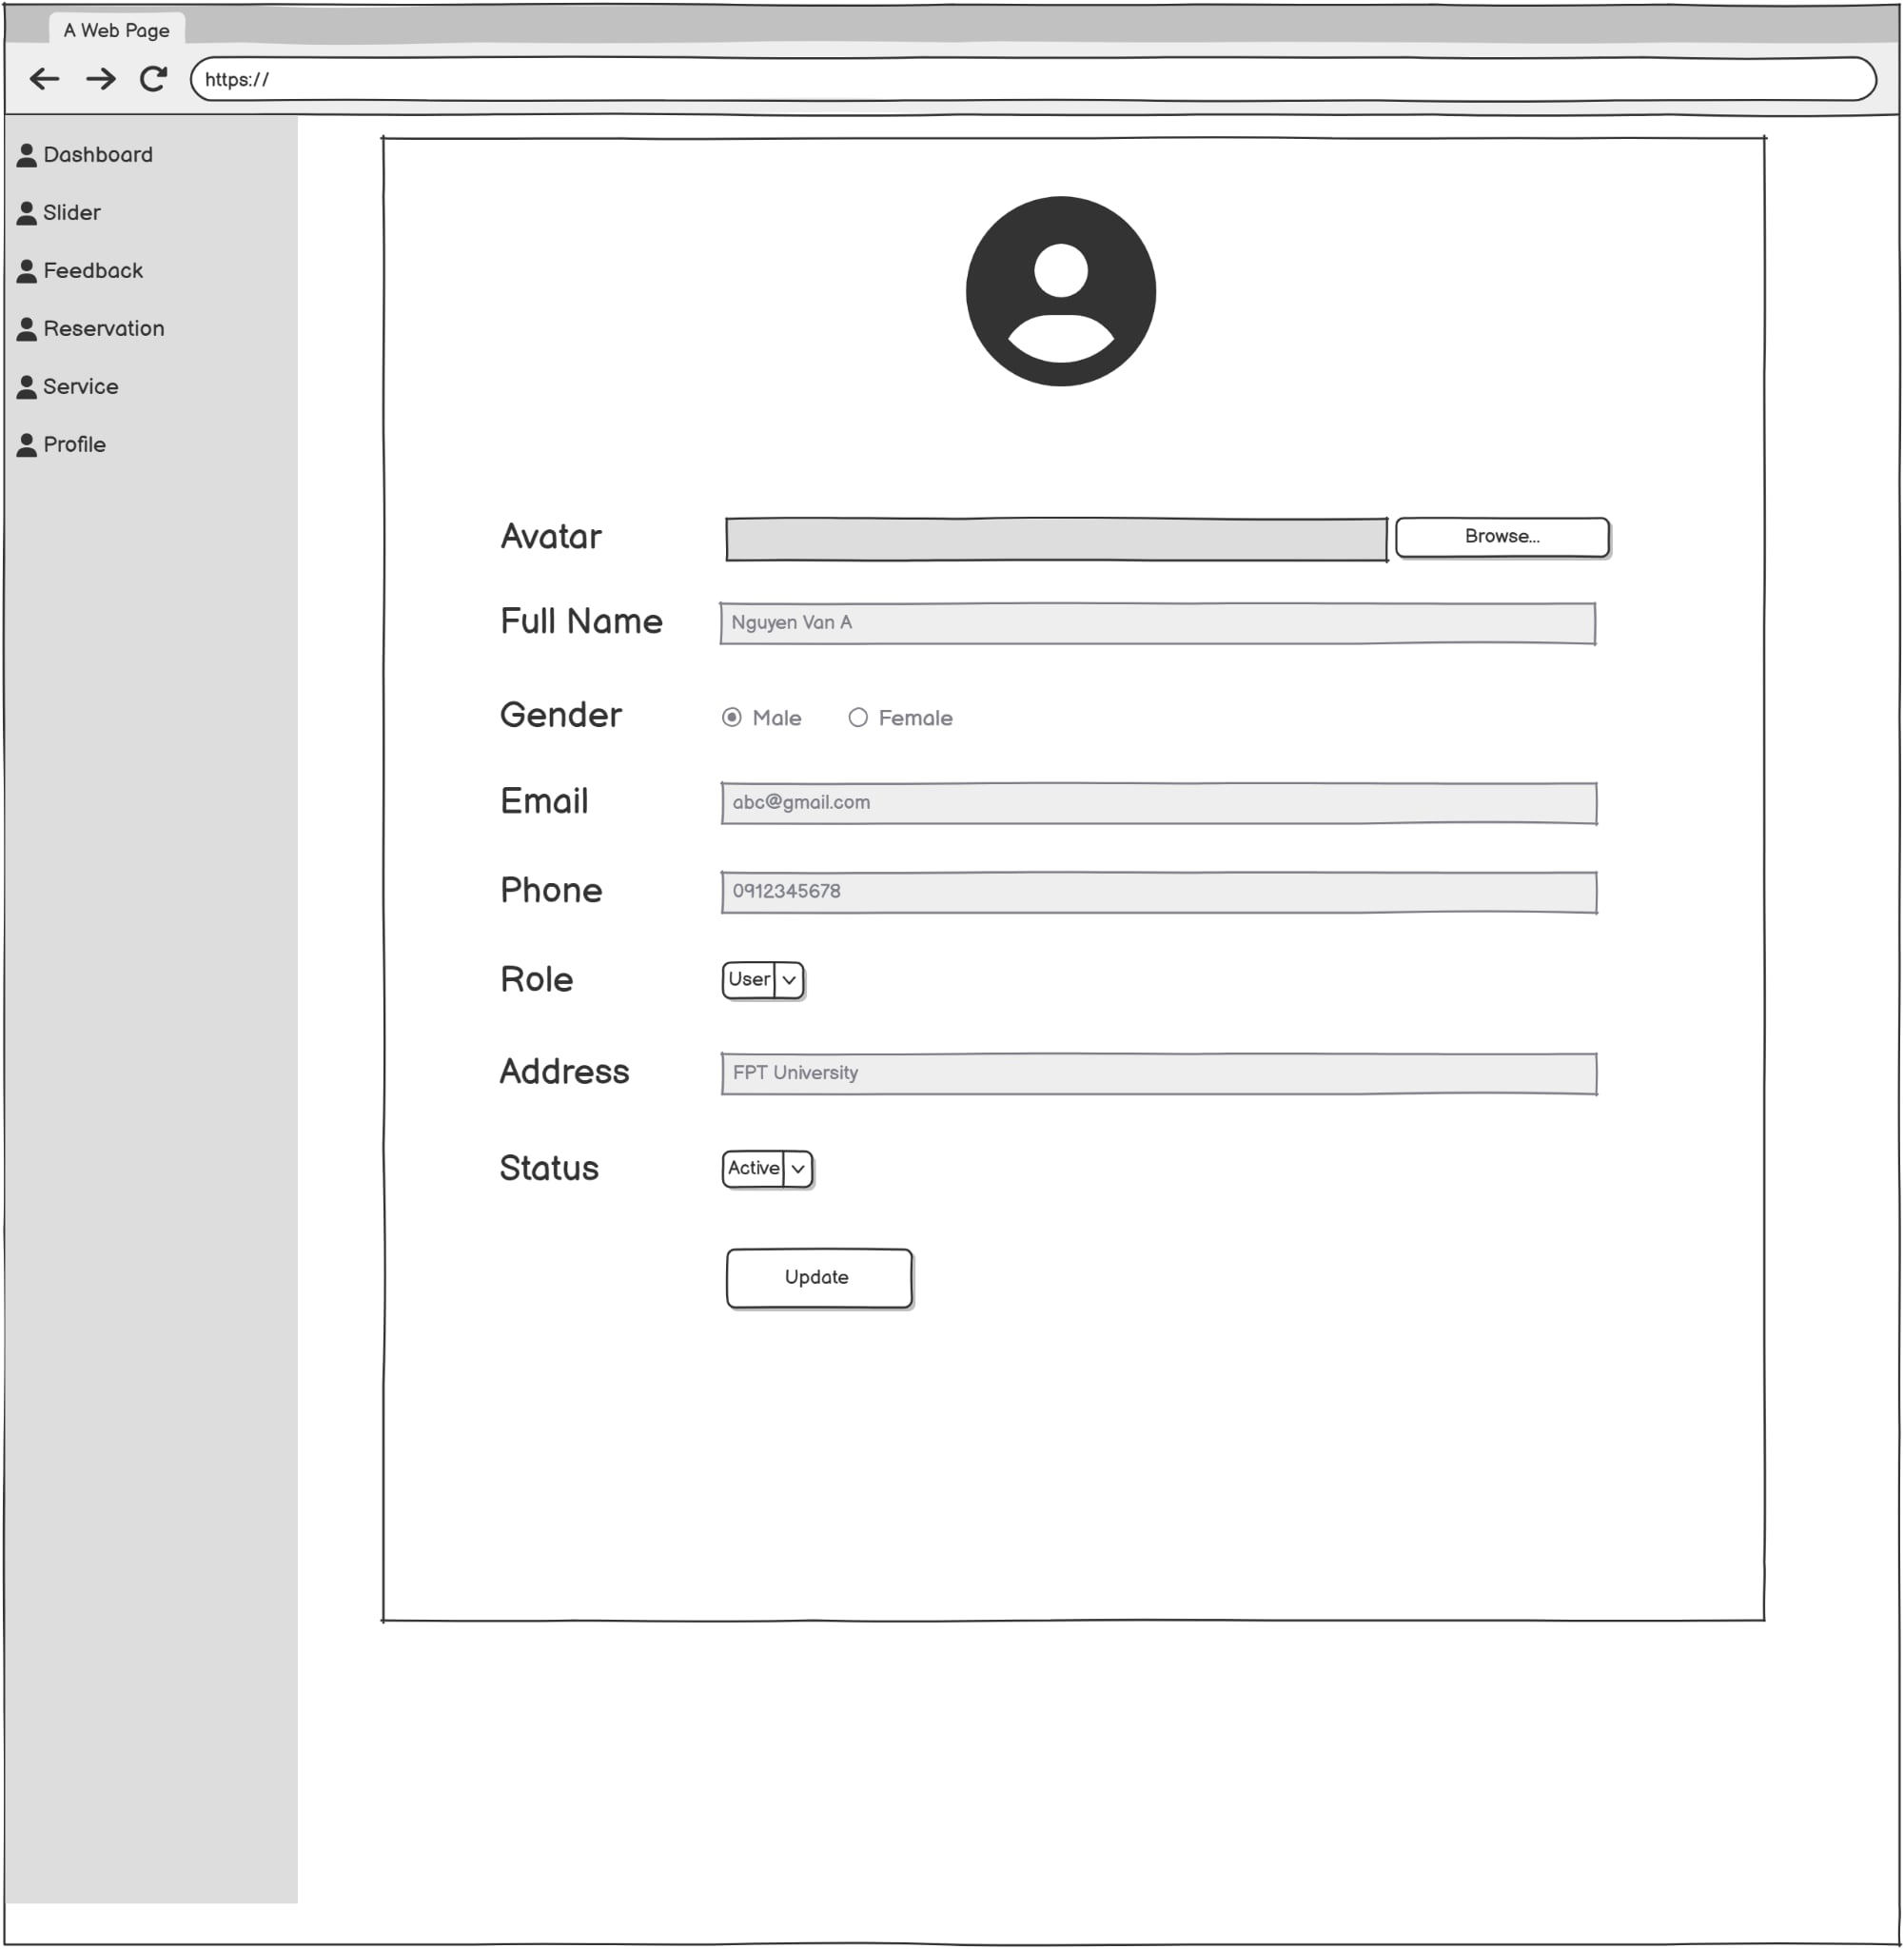 A Web Page
https://
Dashboard
Slider
Feedback
Reservation
Service
Profile
Avatar
Browse...
Full Name
Nguyen Van A
Gender
Male
Female
Email
abc@gmail.com
Phone
0912345678
Role
User
Address
FPT University
Status
Active
Update